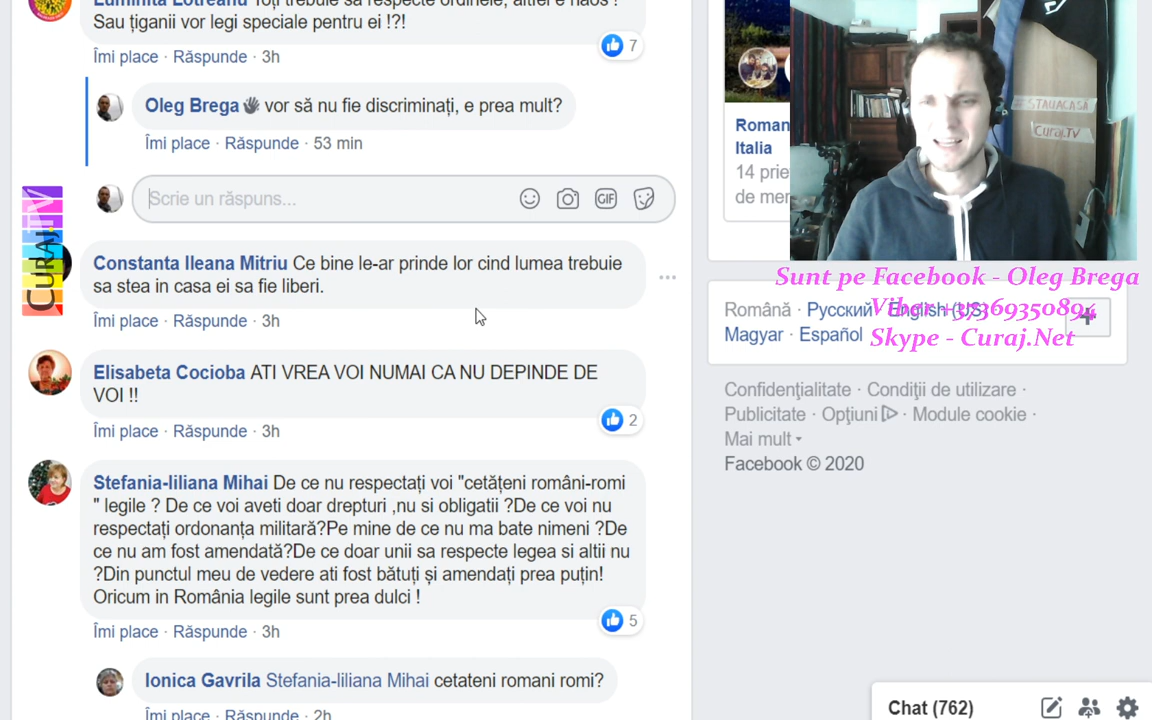 Luminita Lotreanu Toți trebuie să respecte ordinele, altfel e haos !
Sau țiganii vor legi speciale pentru ei !?!
7
Îmi place · Răspunde · 3h
Oleg Brega vor să nu fie discriminați, e prea mult?
Îmi place · Răspunde · 53 min
Scrie un răspuns...
GIF
CURAJ.TV
Constanta Ileana Mitriu Ce bine le-ar prinde lor cind lumea trebuie
sa stea in casa ei sa fie liberi.
Îmi place · Răspunde · 3h
Elisabeta Cocioba ATI VREA VOI NUMAI CA NU DEPINDE DE
VOI !!
2
Îmi place · Răspunde · 3h
Stefania-liliana Mihai De ce nu respectați voi "cetățeni români-romi
" legile ? De ce voi aveti doar drepturi ,nu si obligatii ?De ce voi nu
respectați ordonanța militară?Pe mine de ce nu ma bate nimeni ?De
ce nu am fost amendată?De ce doar unii sa respecte legea si altii nu
?Din punctul meu de vedere ati fost bătuți și amendați prea puțin!
Oricum in România legile sunt prea dulci !
5
Îmi place · Răspunde · 3h
Ionica Gavrila Stefania-liliana Mihai cetateni romani romi?
Îmi place · Răspunde · 2h
#STAUACASĂ
Curaj.TV
Roman
Italia
14 prie
de mer
Sunt pe Facebook - Oleg Brega
Viber +37369350894
Skype - Curaj.Net
Română · Русский · English (US) ·
Magyar · Español
Confidenţialitate · Condiţii de utilizare ·
Publicitate · Opţiuni · Module cookie ·
Mai mult
Facebook © 2020
Chat (762)